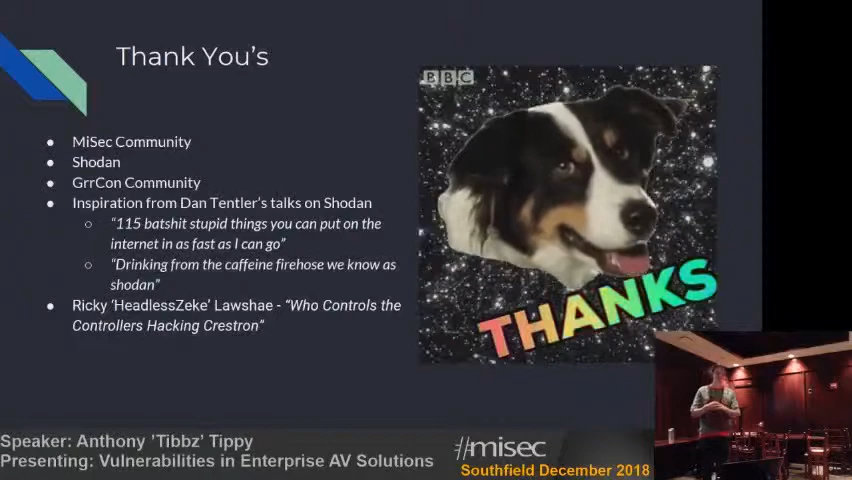 Thank You's
BBC
MiSec Community
Shodan
GrrCon Community
Inspiration from Dan Tentler's talks on Shodan
"115 batshit stupid things you can put on the
internet in as fast as I can go"
"Drinking from the caffeine firehose we know as
shodan"
Ricky 'HeadlessZeke' Lawshae - "Who Controls the
Controllers Hacking Crestron"
THANKS
Speaker: Anthony 'Tibbz' Tippy
Presenting: Vulnerabilities in Enterprise AV Solutions
//misec
Southfield December 2018